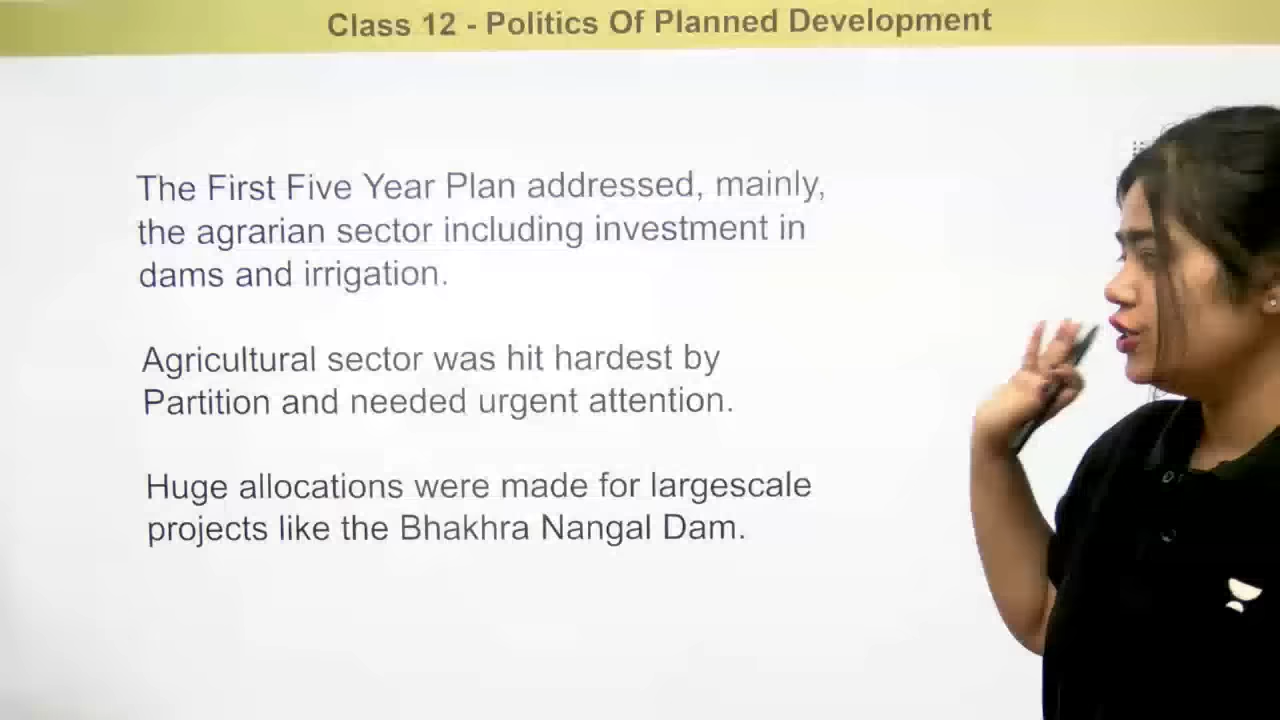 Class 12 - Politics Of Planned Development
The First Five Year Plan addressed, mainly,
the agrarian sector including investment in
dams and irrigation.
Agricultural sector was hit hardest by
Partition and needed urgent attention.
Huge allocations were made for largescale
projects like the Bhakhra Nangal Dam.